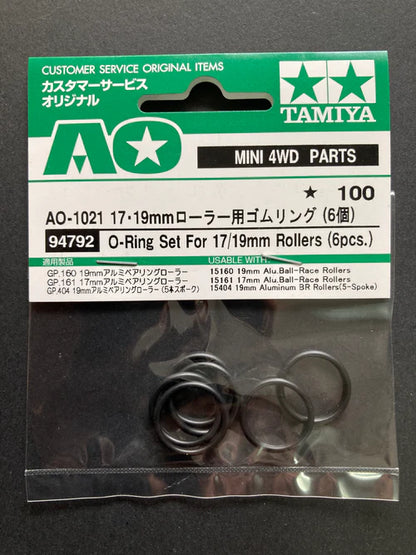 CUSTOMER SERVICE ORIGINAL ITEMS
カスタマーサービス
オリジナル
TAMIYA
AO
MINI 4WD PARTS
★ 100
AO-1021 17・19mmローラー用ゴムリング (6個)
94792 O-Ring Set For 17/19mm Rollers (6pcs.)
適用製品 USABLE WITH
GP.160 19mmアルミベアリングローラー 15160 19mm Alu.Ball-Race Rollers
GP.161 17mmアルミベアリングローラー 15161 17mm Alu.Ball-Race Rollers
GP.404 19mmアルミベアリングローラー (5本スポーク) 15404 19mm Aluminum BR Rollers(5-Spoke)